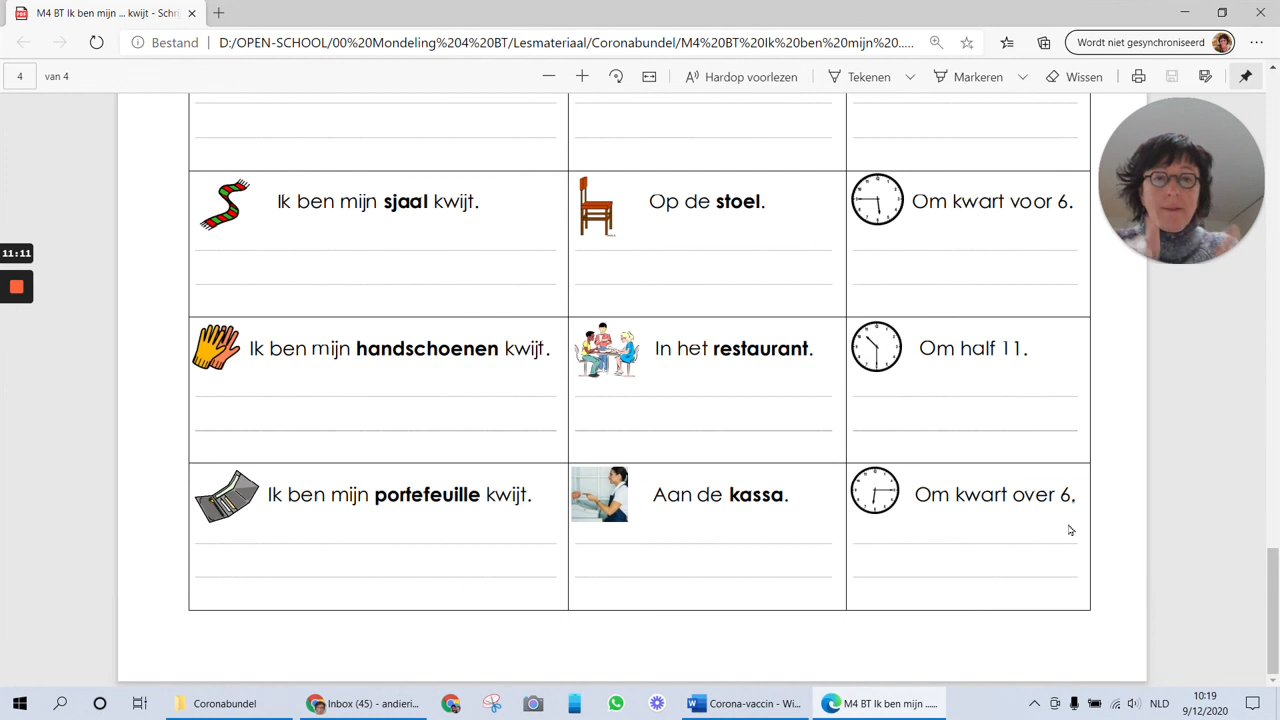 M4 BT Ik ben mijn ... kwijt - Schrij
Bestand
D:/OPEN-SCHOOL/00%20Mondeling%204%20BT/Lesmateriaal/Coronabundel/M4%20BT%20Ik%20ben%20mijn%20.....
Wordt niet gesynchroniseerd
4 van 4
Hardop voorlezen
Tekenen
Markeren
Wissen
Ik ben mijn sjaal kwijt.
Op de stoel.
Om kwart voor 6.
Ik ben mijn handschoenen kwijt.
In het restaurant.
Om half 11.
Ik ben mijn portefeuille kwijt.
Aan de kassa.
Om kwart over 6.
11:11
Coronabundel
Inbox (45) - andierin...
Corona-vaccin - Wi...
M4 BT Ik ben mijn ......
NLD
10:19
9/12/2020